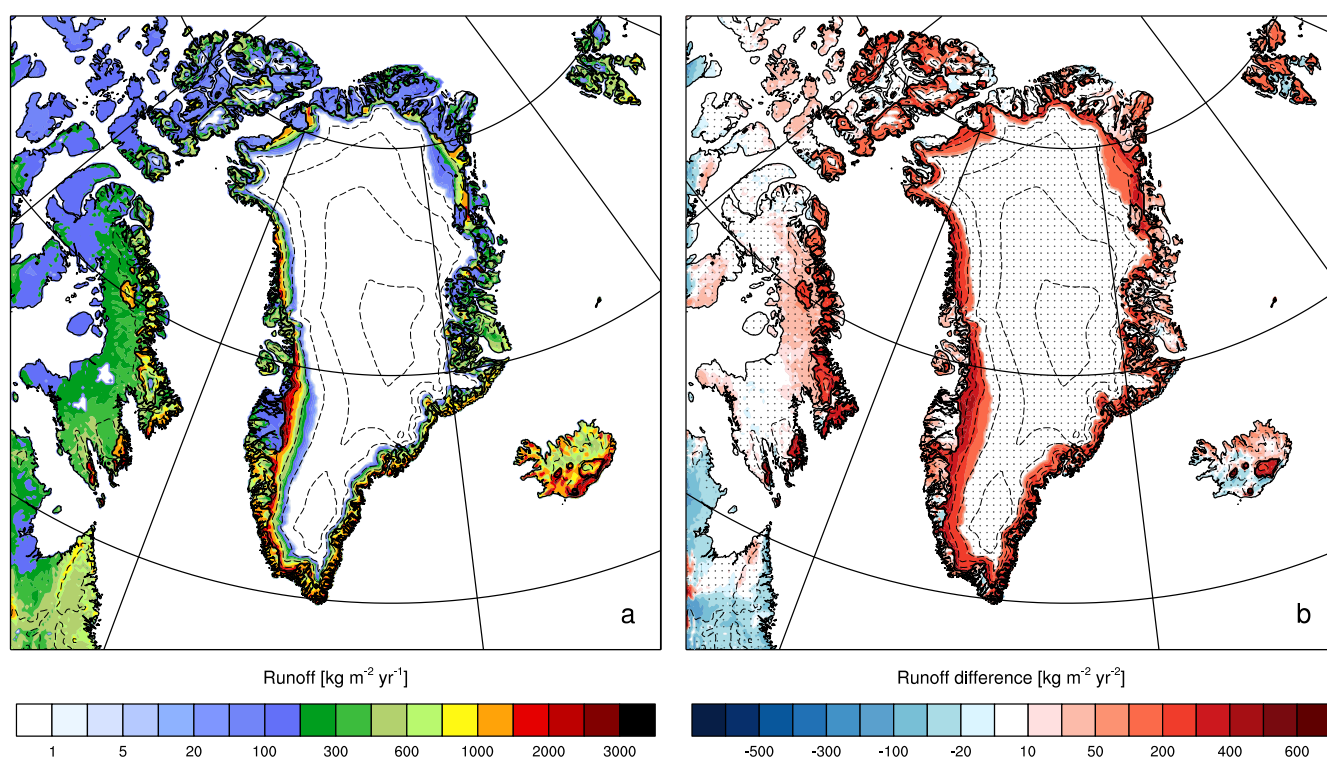 a
b
Runoff [kg m⁻² yr⁻¹]
1 5 20 100 300 600 1000 2000 3000
Runoff difference [kg m⁻² yr⁻²]
-500 -300 -100 -20 10 50 200 400 600